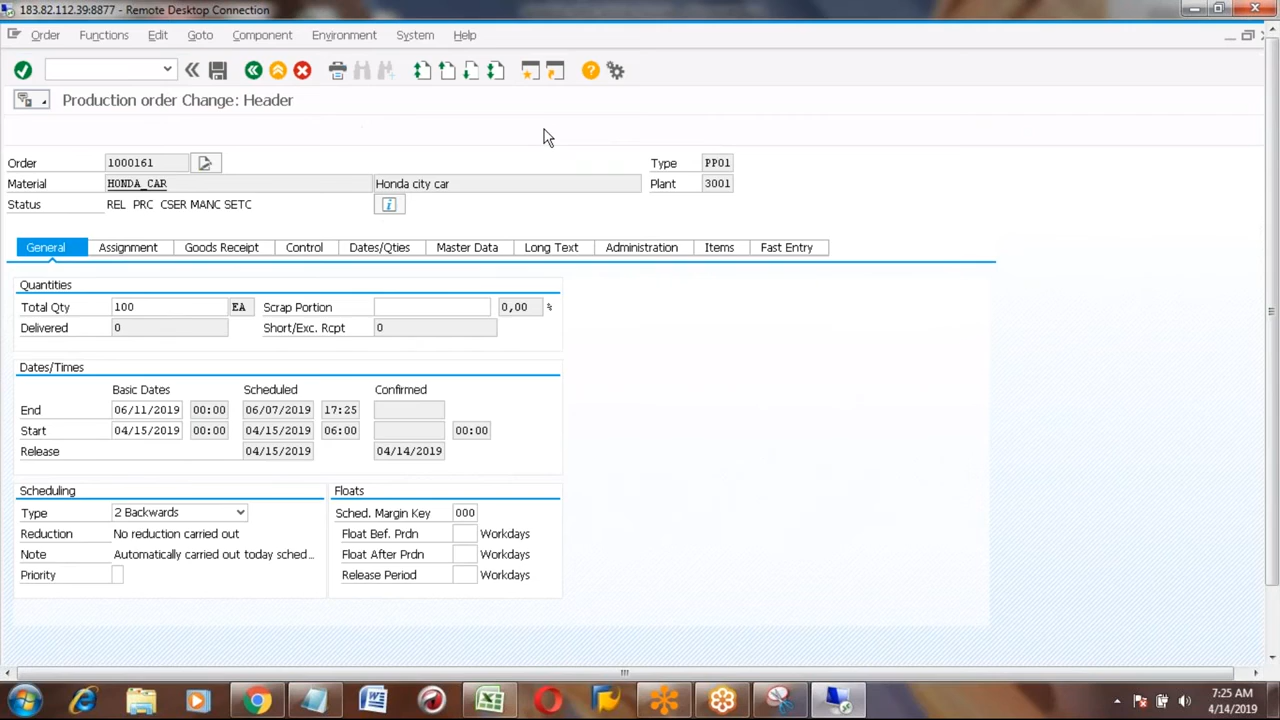 183.82.112.39:8877 - Remote Desktop Connection
Order Functions Edit Goto Component Environment System Help
Production order Change: Header
Order 1000161 Type PP01
Material HONDA_CAR Honda city car Plant 3001
Status REL PRC CSER MANC SETC
General Assignment Goods Receipt Control Dates/Qties Master Data Long Text Administration Items Fast Entry
Quantities
Total Qty 100 EA Scrap Portion 0,00 %
Delivered 0 Short/Exc. Rcpt 0
Dates/Times
Basic Dates Scheduled Confirmed
End 06/11/2019 00:00 06/07/2019 17:25
Start 04/15/2019 00:00 04/15/2019 06:00 00:00
Release 04/15/2019 04/14/2019
Scheduling Floats
Type 2 Backwards Sched. Margin Key 000
Reduction No reduction carried out Float Bef. Prdn Workdays
Note Automatically carried out today sched... Float After Prdn Workdays
Priority Release Period Workdays
7:25 AM
4/14/2019